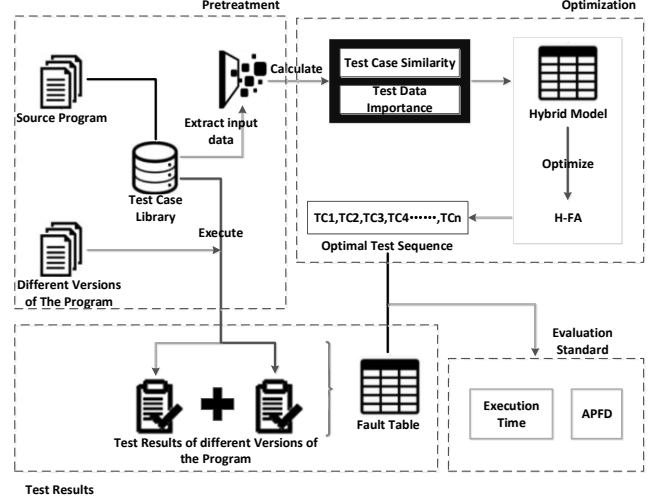 Pretreatment
Optimization
Source Program
Extract input
data
Calculate
Test Case Similarity
Test Data
Importance
Hybrid Model
Optimize
H-FA
Test Case
Library
Execute
TC1,TC2,TC3,TC4······,TCn
Optimal Test Sequence
Different Versions
of The Program
Test Results of different Versions of
the Program
Fault Table
Evaluation
Standard
Execution
Time
APFD
Test Results